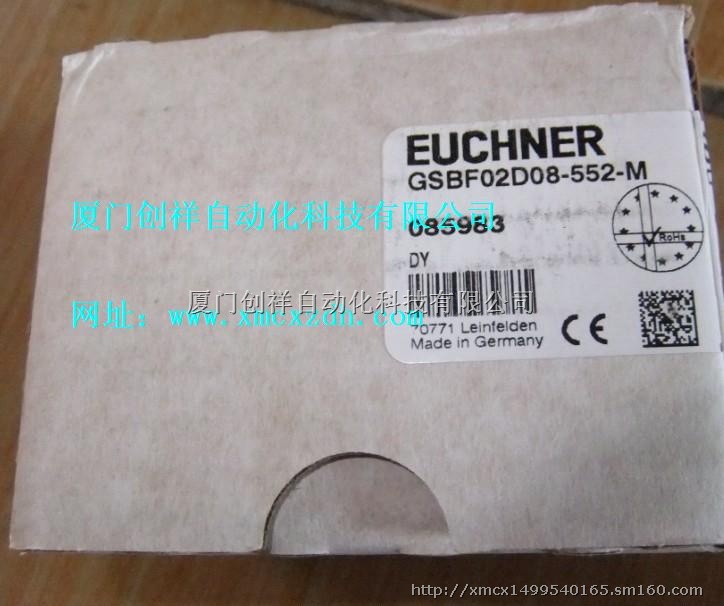 EUCHNER
GSBF02D08-552-M
厦门创祥自动化科技有限公司
085983
RoHs
DY
厦门创祥自动化科技有限公司
网址：www.xmcxzdh.com
70771 Leinfelden
Made in Germany
CE
http://xmcx1499540165.sm160.com